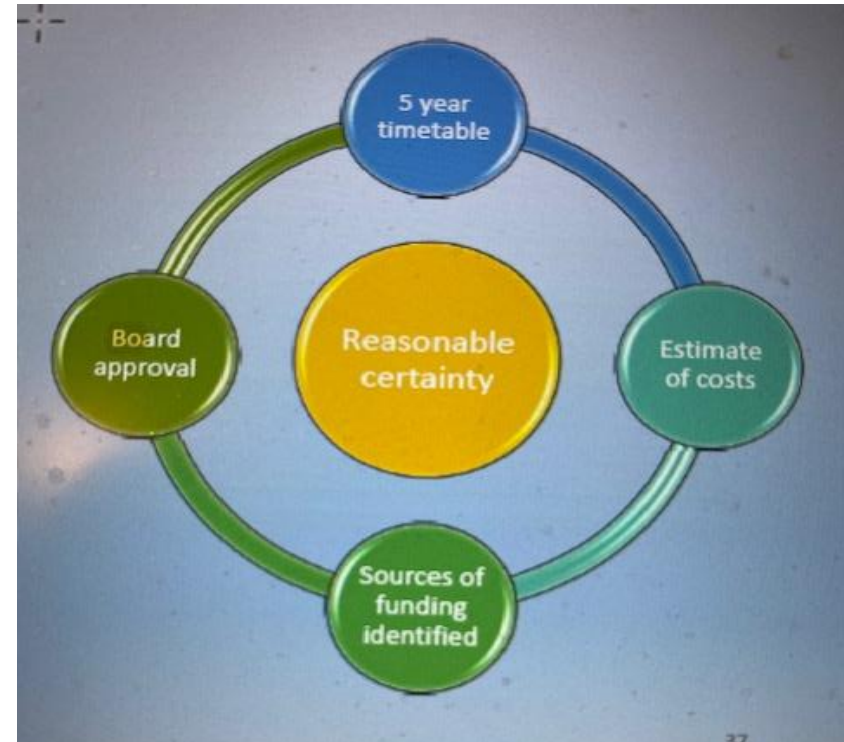 5 year
timetable
Reasonable
certainty
Board
approval
Estimate
of costs
Sources of
funding
identified